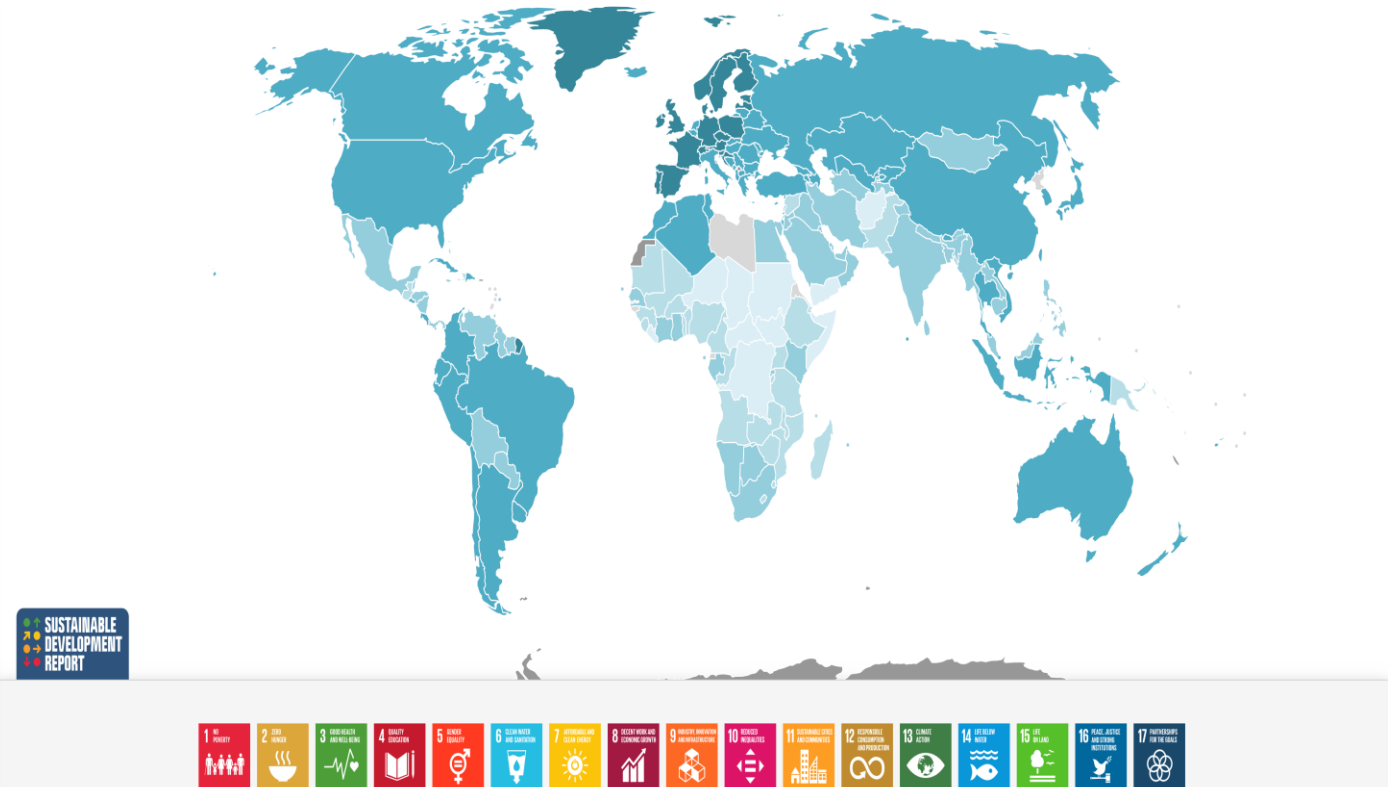 SUSTAINABLE
DEVELOPMENT
REPORT
1 NO
POVERTY
2 ZERO
HUNGER
3 GOOD HEALTH
AND WELL-BEING
4 QUALITY
EDUCATION
5 GENDER
EQUALITY
6 CLEAN WATER
AND SANITATION
7 AFFORDABLE AND
CLEAN ENERGY
8 DECENT WORK AND
ECONOMIC GROWTH
9 INDUSTRY, INNOVATION
AND INFRASTRUCTURE
10 REDUCED
INEQUALITIES
11 SUSTAINABLE CITIES
AND COMMUNITIES
12 RESPONSIBLE
CONSUMPTION
AND PRODUCTION
13 CLIMATE
ACTION
14 LIFE BELOW
WATER
15 LIFE
ON LAND
16 PEACE, JUSTICE
AND STRONG
INSTITUTIONS
17 PARTNERSHIPS
FOR THE GOALS